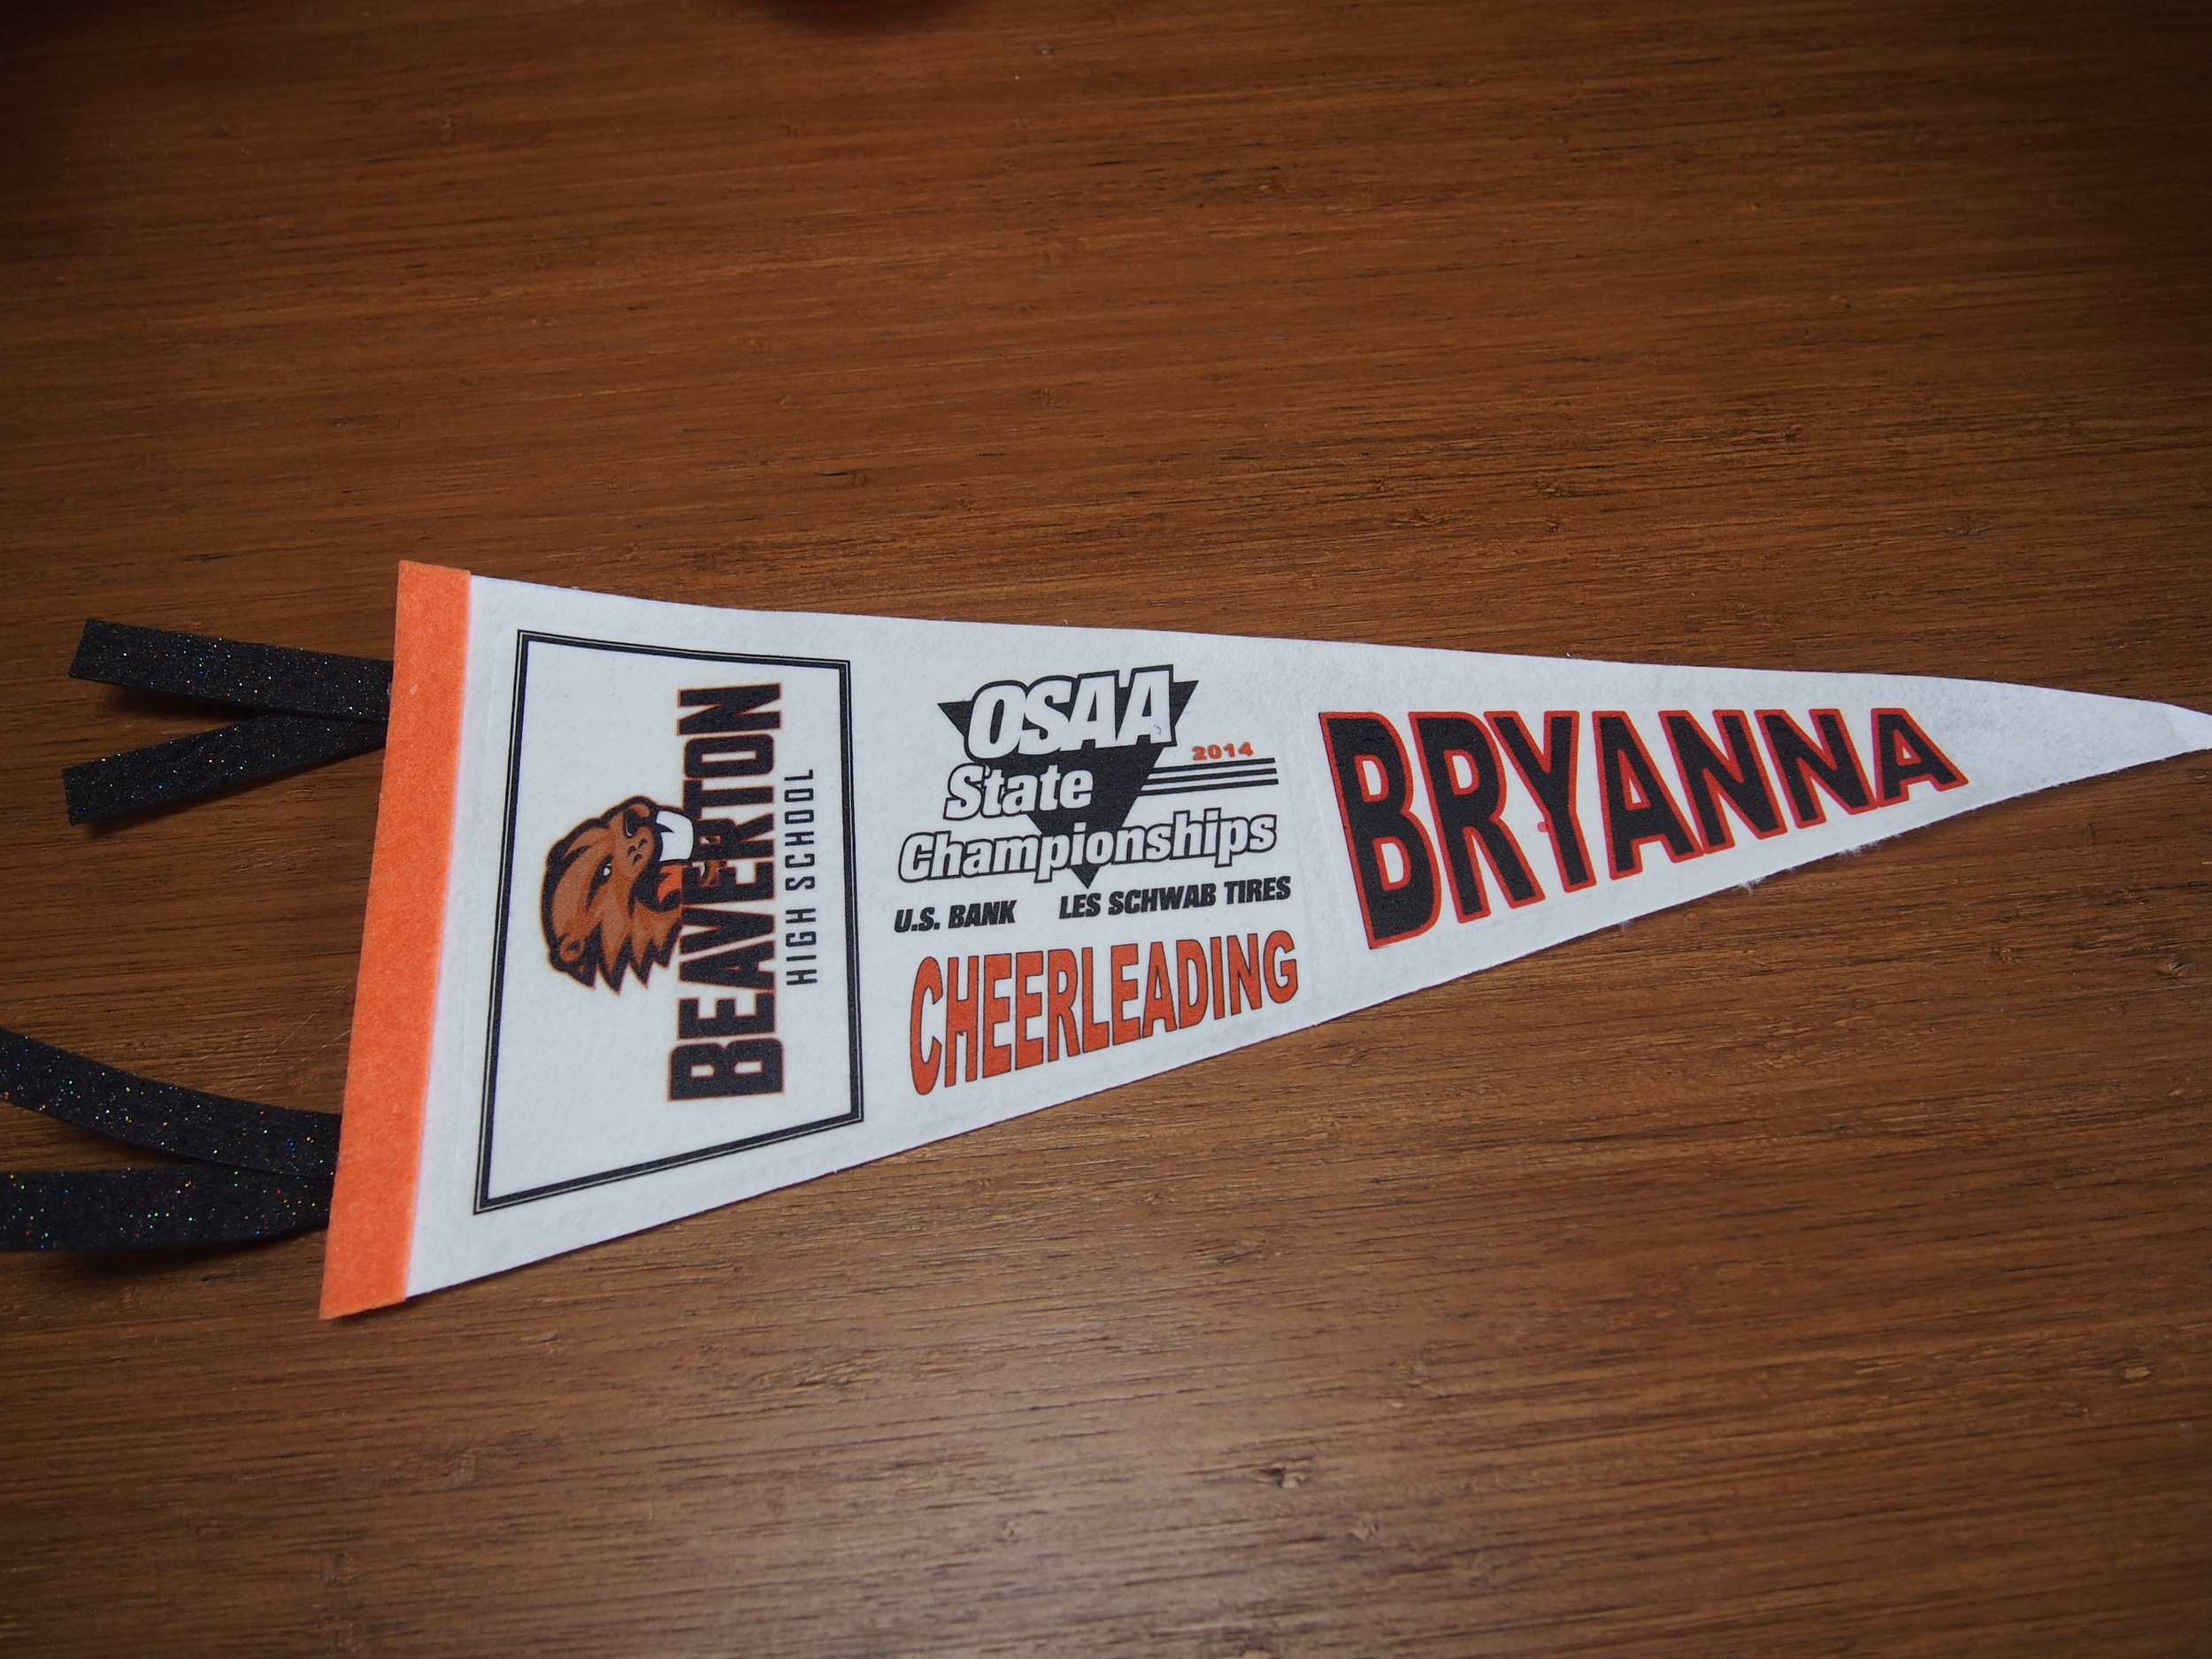 BEAVERTON
HIGH SCHOOL
OSAA
2014
State
Championships
U.S. BANK LES SCHWAB TIRES
CHEERLEADING
BRYANNA